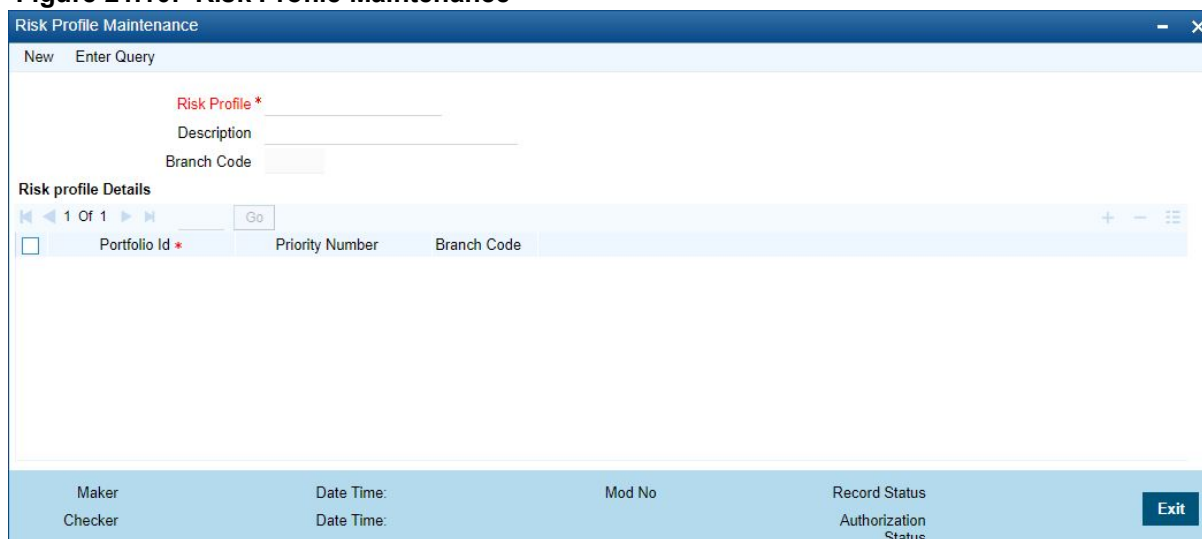 Risk Profile Maintenance
New Enter Query
Risk Profile *
Description
Branch Code
Risk profile Details
1 Of 1 Go
Portfolio Id * Priority Number Branch Code
Maker Date Time: Mod No Record Status
Checker Date Time: Authorization Status
Exit